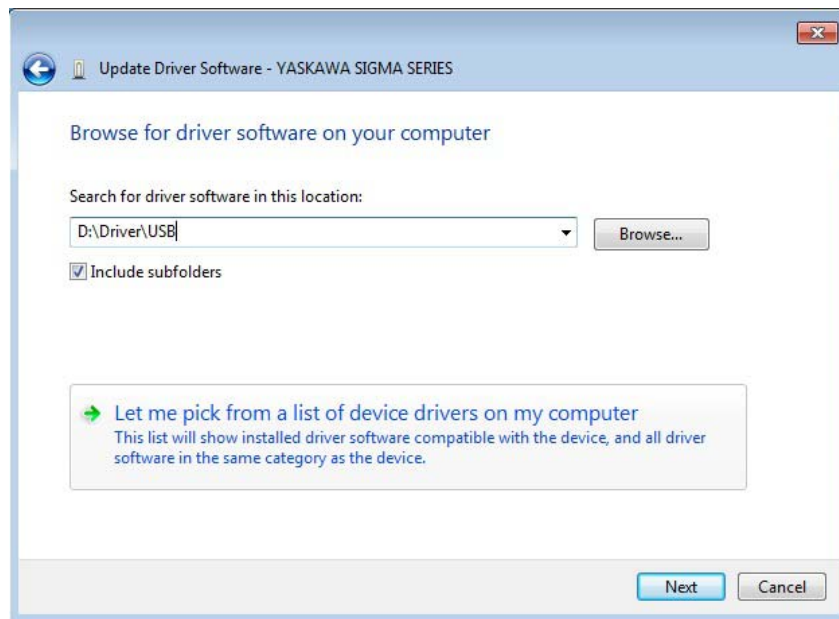 Update Driver Software - YASKAWA SIGMA SERIES
Browse for driver software on your computer
Search for driver software in this location:
D:\Driver\USB
Browse...
Include subfolders
Let me pick from a list of device drivers on my computer
This list will show installed driver software compatible with the device, and all driver
software in the same category as the device.
Next
Cancel